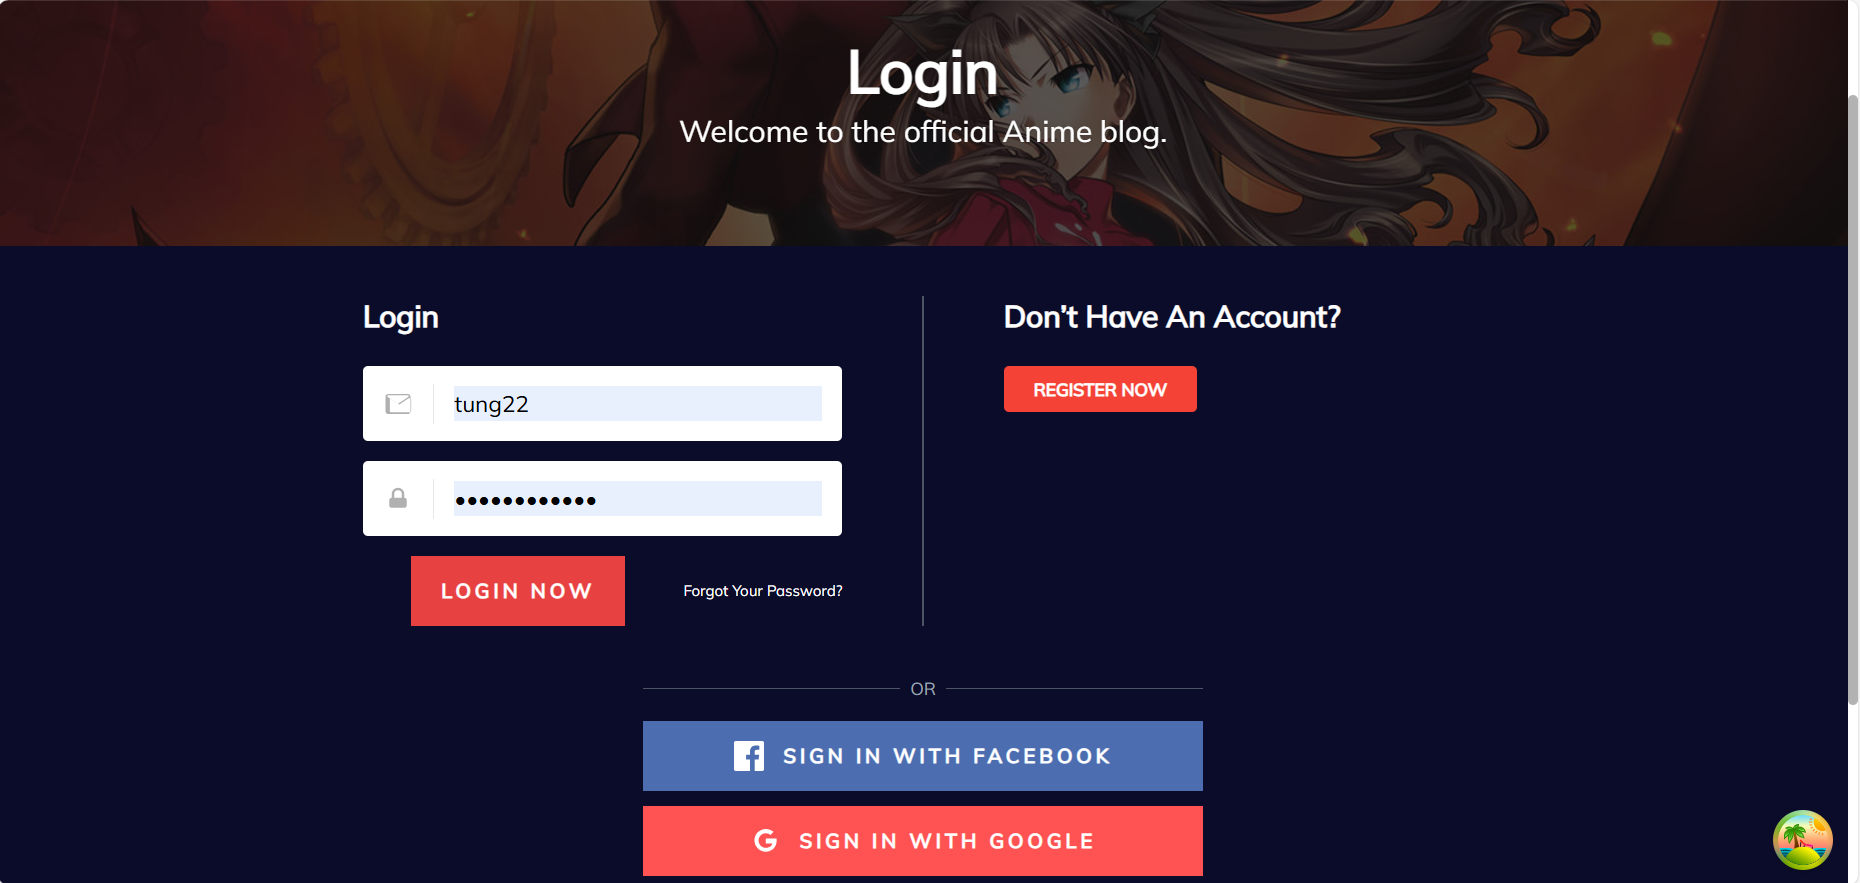 Login
Welcome to the official Anime blog.
Login
tung22
••••••••••••
LOGIN NOW
Forgot Your Password?
Don't Have An Account?
REGISTER NOW
OR
SIGN IN WITH FACEBOOK
SIGN IN WITH GOOGLE